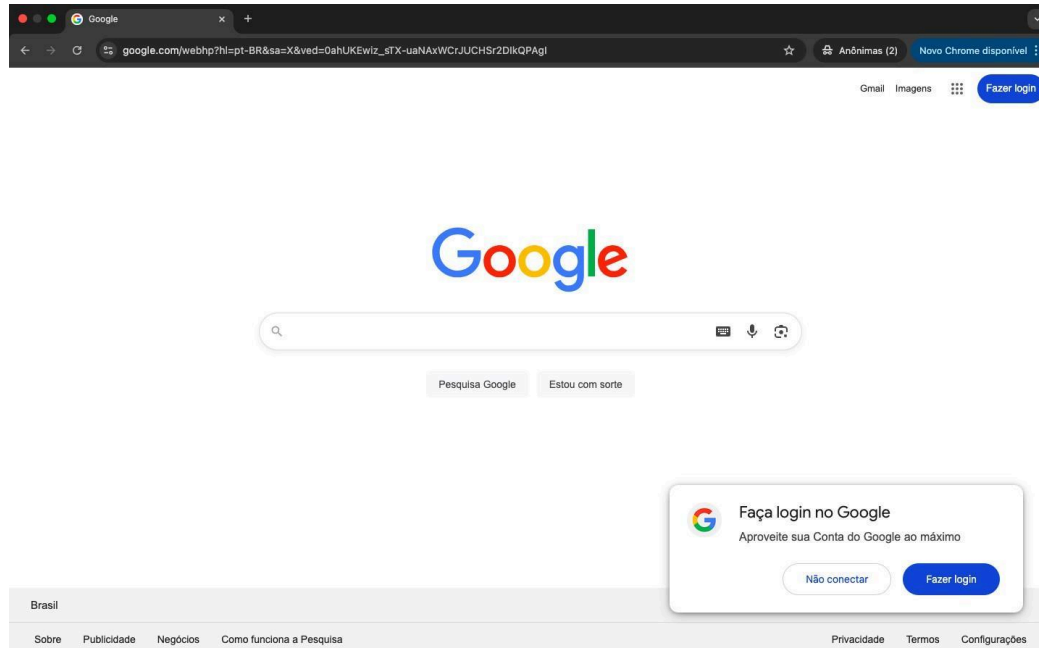 Google
google.com/webhp?hl=pt-BR&sa=X&ved=0ahUKEwiz_sTX-uaNAxWCrJUCHSr2DIkQPAgI
Anônimas (2)
Novo Chrome disponível
Gmail Imagens Fazer login
Google
Pesquisa Google Estou com sorte
Faça login no Google
Aproveite sua Conta do Google ao máximo
Não conectar Fazer login
Brasil
Sobre Publicidade Negócios Como funciona a Pesquisa Privacidade Termos Configurações